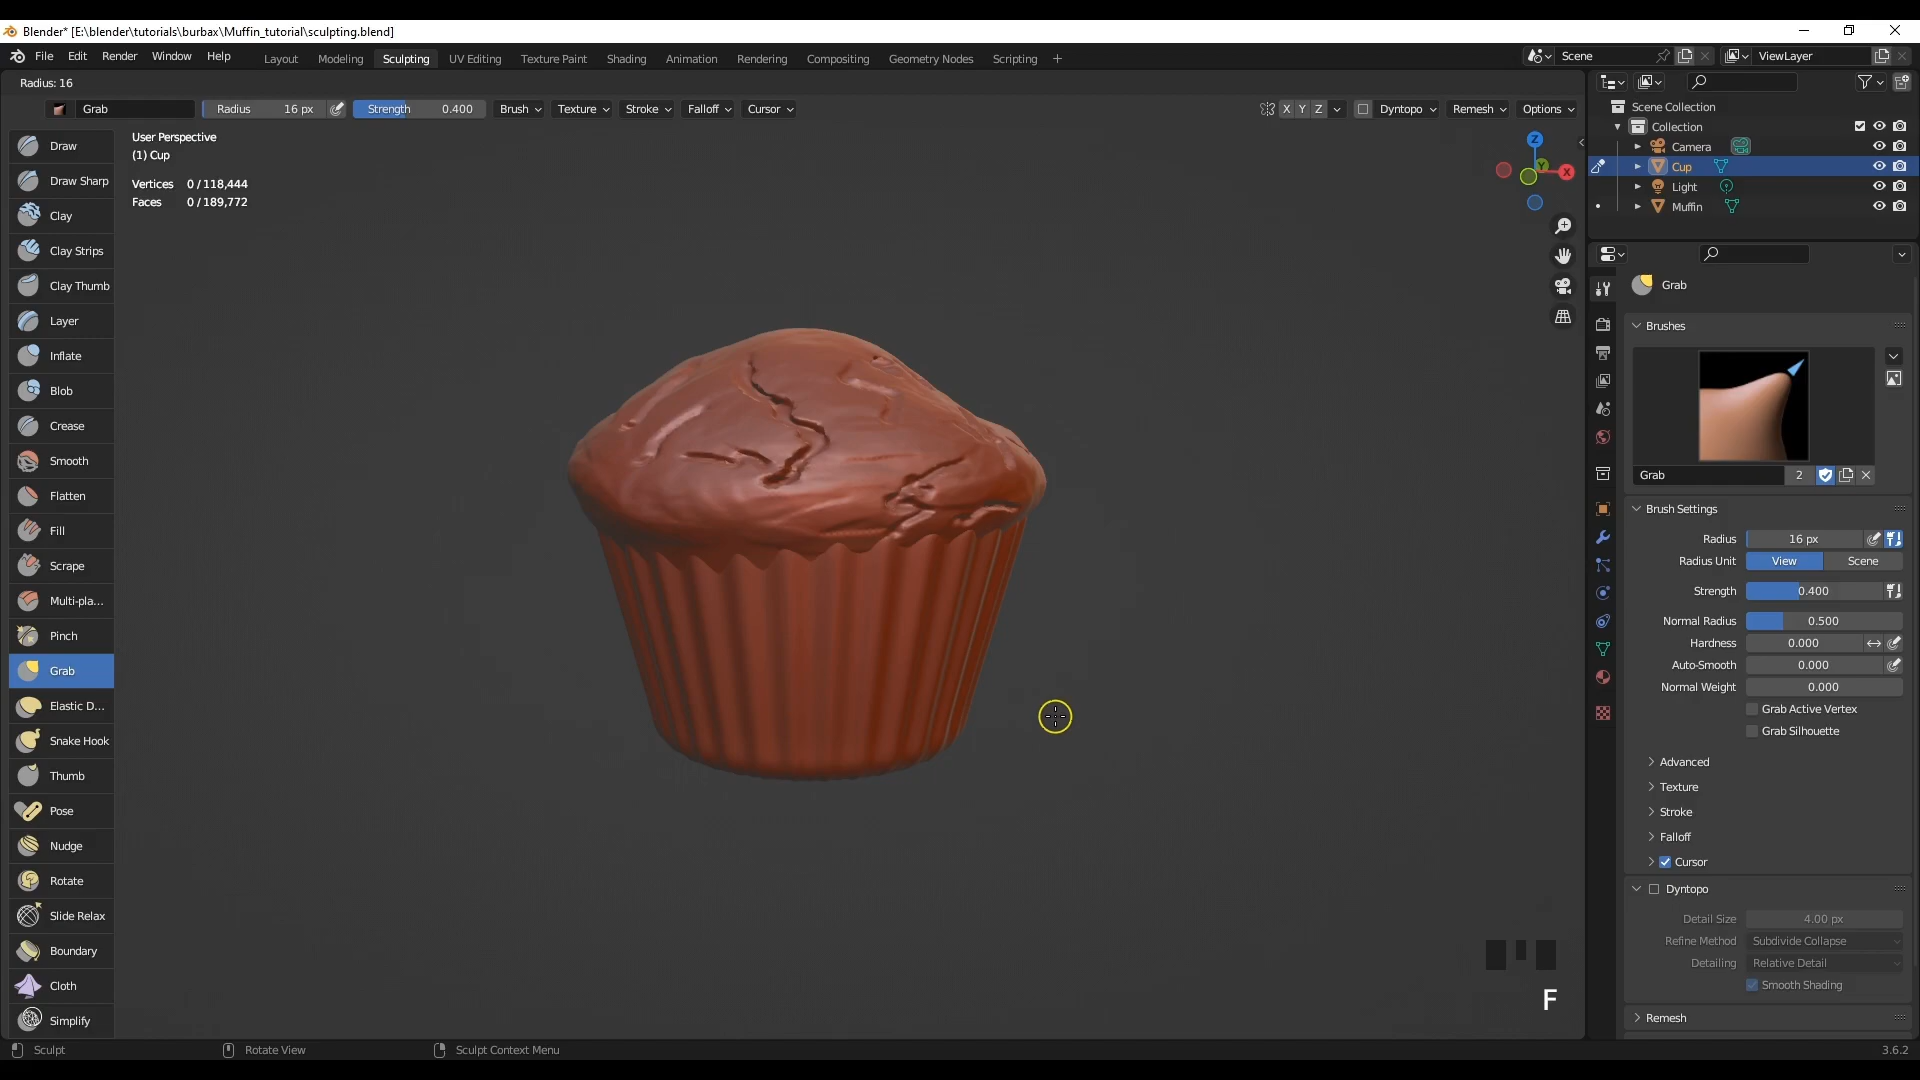 Blender* [E:\blender\tutorials\burbax\Muffin_tutorial\sculpting.blend]
File Edit Render Window Help Layout Modeling Sculpting UV Editing Texture Paint Shading Animation Rendering Compositing Geometry Nodes Scripting + Scene ViewLayer
Radius: 16
Grab Radius 16 px Strength 0.400 Brush Texture Stroke Falloff Cursor X Y Z Dyntopo Remesh Options
User Perspective
(1) Cup
Vertices 0 / 118,444
Faces 0 / 189,772
Draw
Draw Sharp
Clay
Clay Strips
Clay Thumb
Layer
Inflate
Blob
Crease
Smooth
Flatten
Fill
Scrape
Multi-pla...
Pinch
Grab
Elastic D...
Snake Hook
Thumb
Pose
Nudge
Rotate
Slide Relax
Boundary
Cloth
Simplify
Z
Y
X
F
Scene Collection
Collection
Camera
Cup
Light
Muffin
Grab
Brushes
Grab 2
Brush Settings
Radius 16 px
Radius Unit View Scene
Strength 0.400
Normal Radius 0.500
Hardness 0.000
Auto-Smooth 0.000
Normal Weight 0.000
Grab Active Vertex
Grab Silhouette
Advanced
Texture
Stroke
Falloff
Cursor
Dyntopo
Detail Size 4.00 px
Refine Method Subdivide Collapse
Detailing Relative Detail
Smooth Shading
Remesh
Sculpt Rotate View Sculpt Context Menu 3.6.2